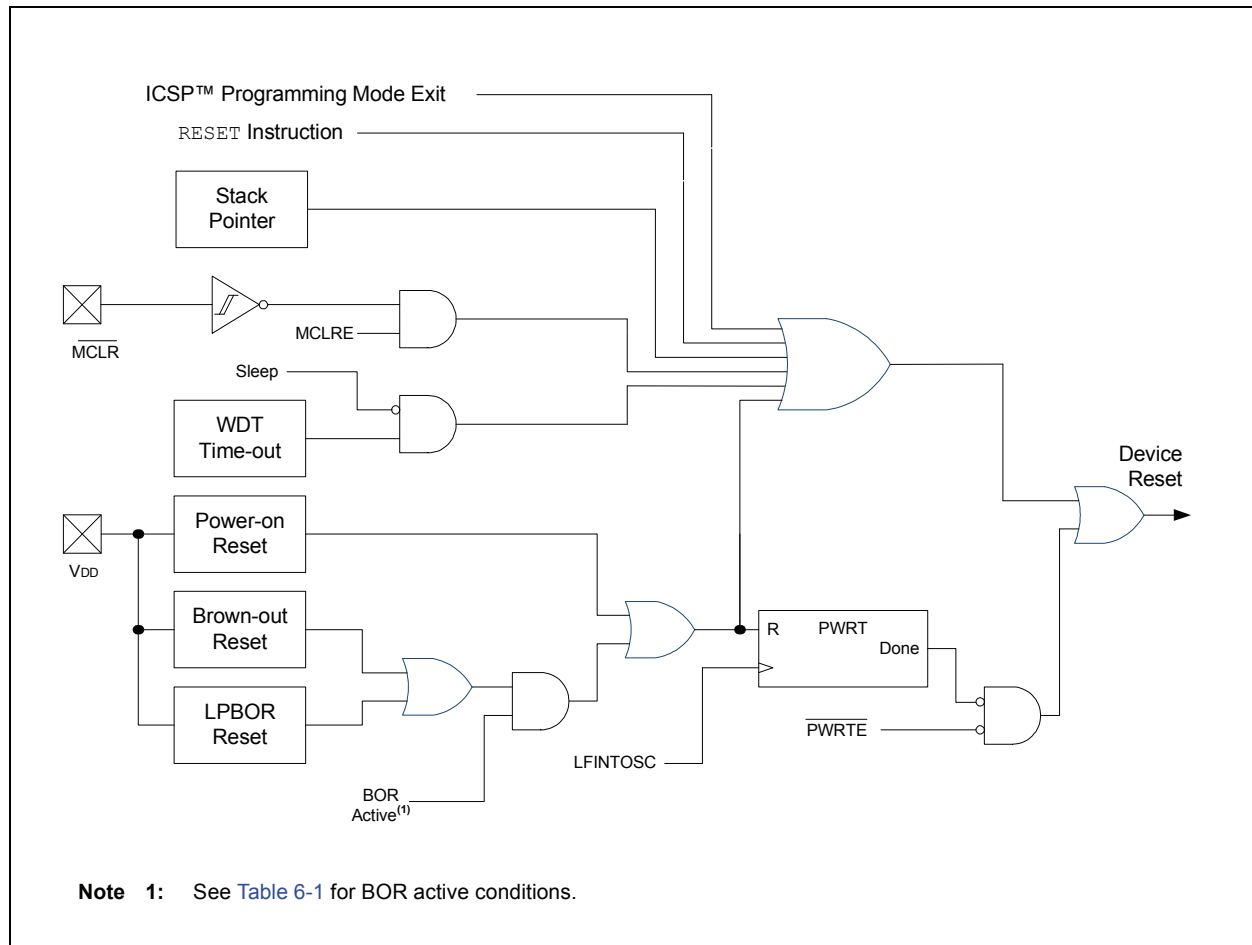 ICSP™ Programming Mode Exit
RESET Instruction
Stack
Pointer
MCLR
MCLRE
Sleep
WDT
Time-out
VDD
Power-on
Reset
Brown-out
Reset
LPBOR
Reset
BOR
Active(1)
R PWRT
Done
LFINTOSC
PWRTE
Device
Reset
Note 1: See Table 6-1 for BOR active conditions.